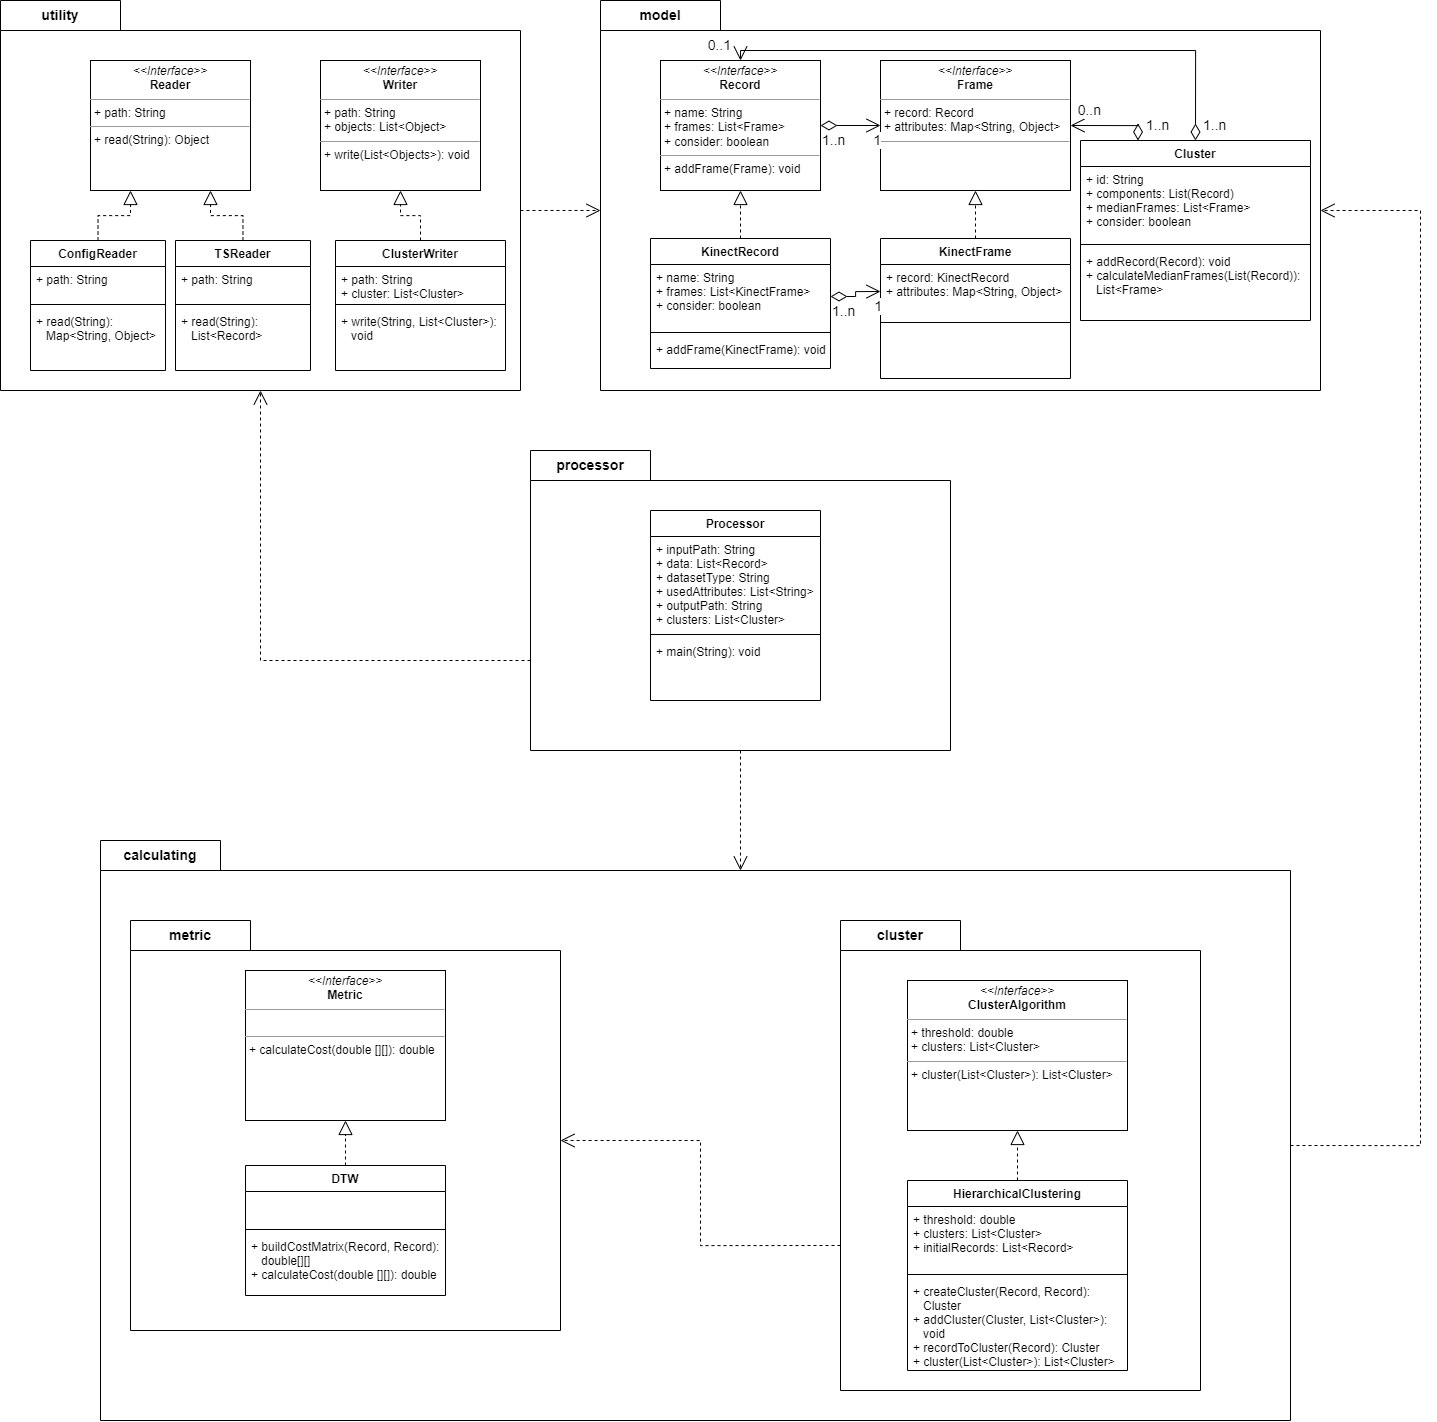 utility
<<Interface>>
Reader
+ path: String
+ read(String): Object
<<Interface>>
Writer
+ path: String
+ objects: List<Object>
+ write(List<Objects>): void
ConfigReader
+ path: String
+ read(String):
Map<String, Object>
TSReader
+ path: String
+ read(String):
List<Record>
ClusterWriter
+ path: String
+ cluster: List<Cluster>
+ write(String, List<Cluster>):
void
model
0..1
<<Interface>>
Record
+ name: String
+ frames: List<Frame>
+ consider: boolean
+ addFrame(Frame): void
1..n
1
<<Interface>>
Frame
+ record: Record
+ attributes: Map<String, Object>
0..n
1..n
1..n
Cluster
+ id: String
+ components: List(Record)
+ medianFrames: List<Frame>
+ consider: boolean
+ addRecord(Record): void
+ calculateMedianFrames(List(Record)):
List<Frame>
KinectRecord
+ name: String
+ frames: List<KinectFrame>
+ consider: boolean
+ addFrame(KinectFrame): void
1..n
1
KinectFrame
+ record: KinectRecord
+ attributes: Map<String, Object>
processor
Processor
+ inputPath: String
+ data: List<Record>
+ datasetType: String
+ usedAttributes: List<String>
+ outputPath: String
+ clusters: List<Cluster>
+ main(String): void
calculating
metric
<<Interface>>
Metric
+ calculateCost(double [][]): double
DTW
+ buildCostMatrix(Record, Record):
double[][]
+ calculateCost(double [][]): double
cluster
<<Interface>>
ClusterAlgorithm
+ threshold: double
+ clusters: List<Cluster>
+ cluster(List<Cluster>): List<Cluster>
HierarchicalClustering
+ threshold: double
+ clusters: List<Cluster>
+ initialRecords: List<Record>
+ createCluster(Record, Record):
Cluster
+ addCluster(Cluster, List<Cluster>):
void
+ recordToCluster(Record): Cluster
+ cluster(List<Cluster>): List<Cluster>